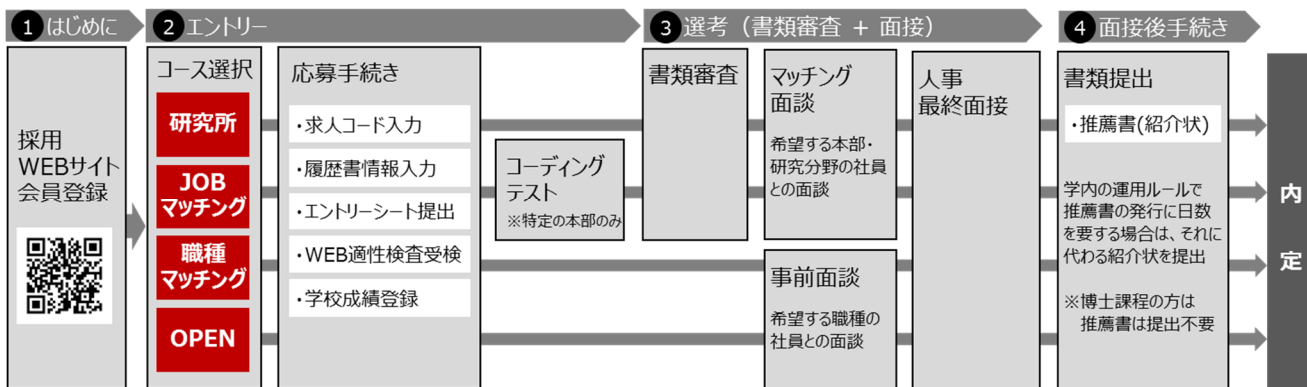 1 はじめに
2 エントリー
3 選考（書類審査 + 面接）
4 面接後手続き
採用
WEBサイト
会員登録
コース選択
研究所
JOB
マッチング
職種
マッチング
OPEN
応募手続き
・求人コード入力
・履歴書情報入力
・エントリーシート提出
・WEB適性検査受検
・学校成績登録
コーディング
テスト
※特定の本部のみ
書類審査
マッチング
面談
希望する本部・
研究分野の社員
との面談
事前面談
希望する職種の
社員との面談
人事
最終面接
書類提出
・推薦書(紹介状)
学内の運用ルールで
推薦書の発行に日数
を要する場合は、それに
代わる紹介状を提出
※博士課程の方は
推薦書は提出不要
内
定